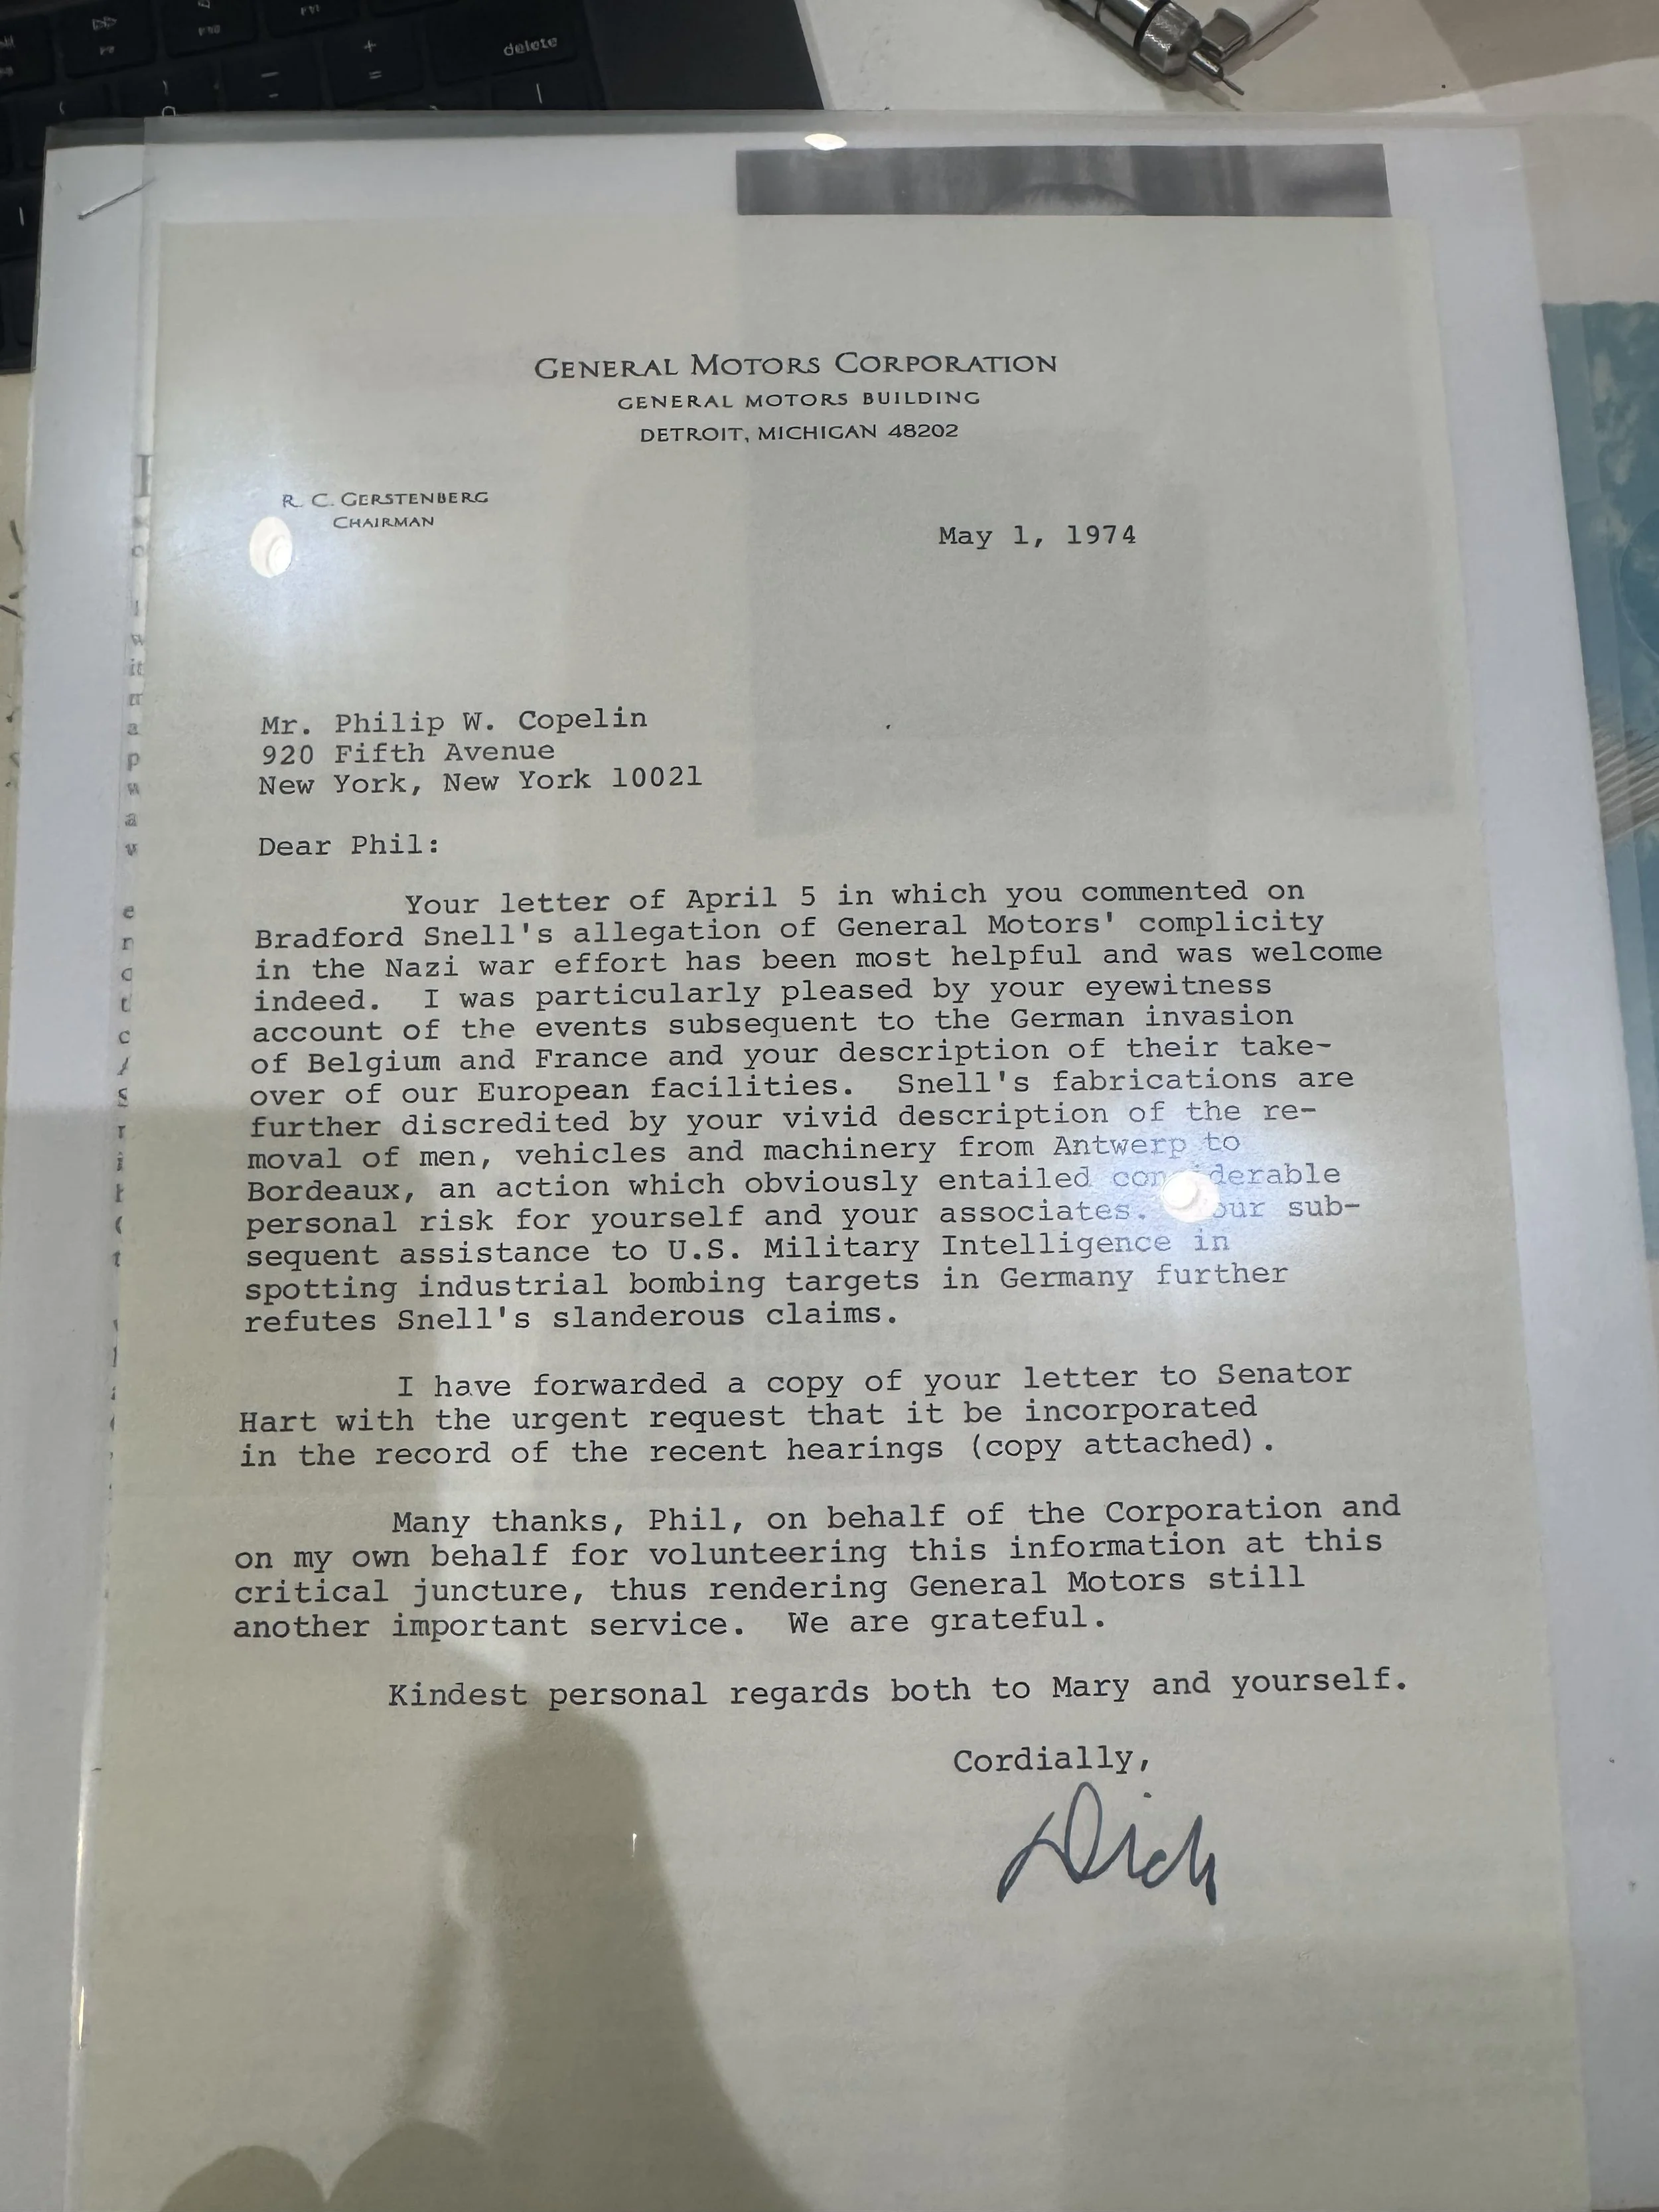 delete
GENERAL MOTORS CORPORATION
GENERAL MOTORS BUILDING
DETROIT, MICHIGAN 48202
R. C. GERSTENBERG
CHAIRMAN
May 1, 1974
Mr. Philip W. Copelin
920 Fifth Avenue
New York, New York 10021
Dear Phil:
Your letter of April 5 in which you commented on
Bradford Snell's allegation of General Motors' complicity
in the Nazi war effort has been most helpful and was welcome
indeed. I was particularly pleased by your eyewitness
account of the events subsequent to the German invasion
of Belgium and France and your description of their take-
over of our European facilities. Snell's fabrications are
further discredited by your vivid description of the re-
moval of men, vehicles and machinery from Antwerp to
Bordeaux, an action which obviously entailed considerable
personal risk for yourself and your associates. Your sub-
sequent assistance to U.S. Military Intelligence in
spotting industrial bombing targets in Germany further
refutes Snell's slanderous claims.
I have forwarded a copy of your letter to Senator
Hart with the urgent request that it be incorporated
in the record of the recent hearings (copy attached).
Many thanks, Phil, on behalf of the Corporation and
on my own behalf for volunteering this information at this
critical juncture, thus rendering General Motors still
another important service. We are grateful.
Kindest personal regards both to Mary and yourself.
Cordially,
Dick